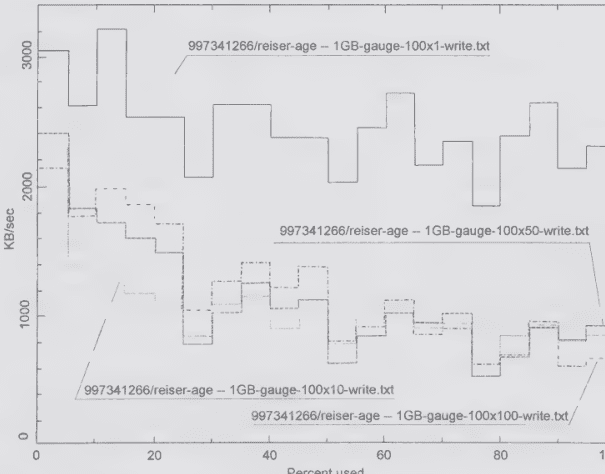 3000
997341266/reiser-age -- 1GB-gauge-100x1-write.txt
2000
KB/sec
997341266/reiser-age -- 1GB-gauge-100x50-write.txt
1000
997341266/reiser-age -- 1GB-gauge-100x10-write.txt
997341266/reiser-age -- 1GB-gauge-100x100-write.txt
0
0 20 40 60 80
Percent used